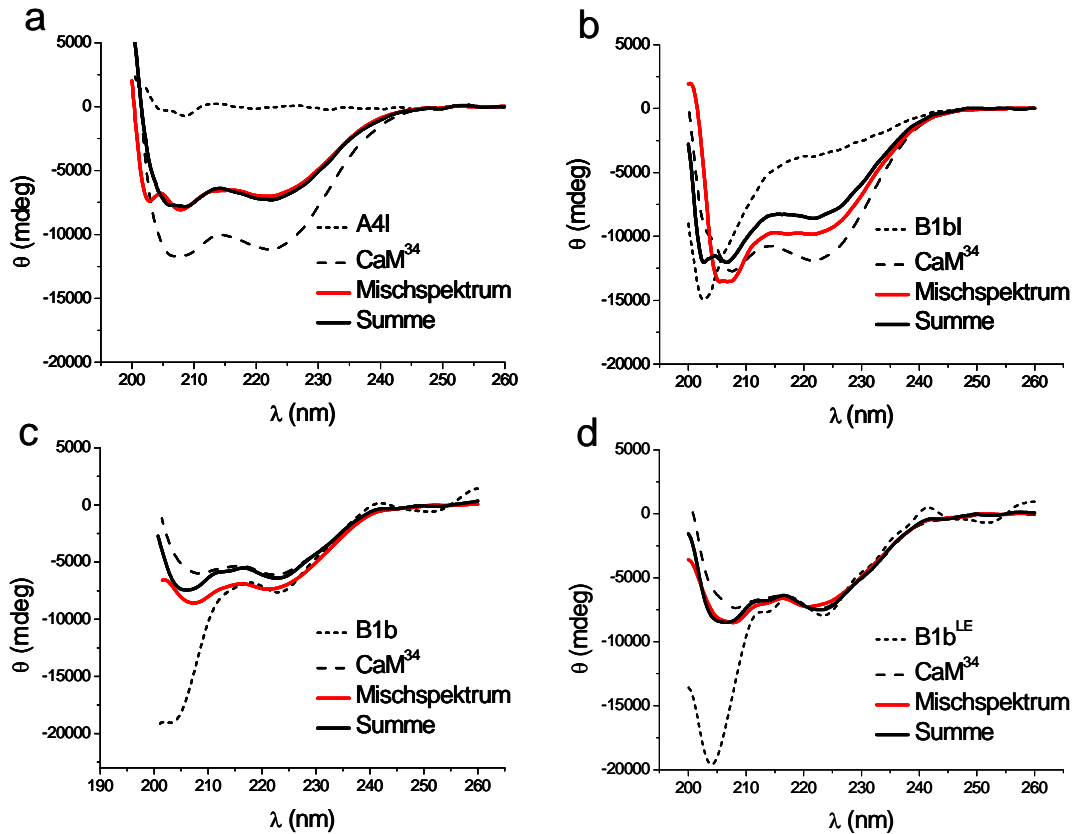 a
5000
0
-5000
-10000
-15000
-20000
θ (mdeg)
A4I
CaM³⁴
Mischspektrum
Summe
200 210 220 230 240 250 260
λ (nm)
b
5000
0
-5000
-10000
-15000
-20000
θ (mdeg)
B1bI
CaM³⁴
Mischspektrum
Summe
200 210 220 230 240 250 260
λ (nm)
c
5000
0
-5000
-10000
-15000
-20000
θ (mdeg)
B1b
CaM³⁴
Mischspektrum
Summe
190 200 210 220 230 240 250 260
λ (nm)
d
5000
0
-5000
-10000
-15000
-20000
θ (mdeg)
B1bᴸᴱ
CaM³⁴
Mischspektrum
Summe
200 210 220 230 240 250 260
λ (nm)